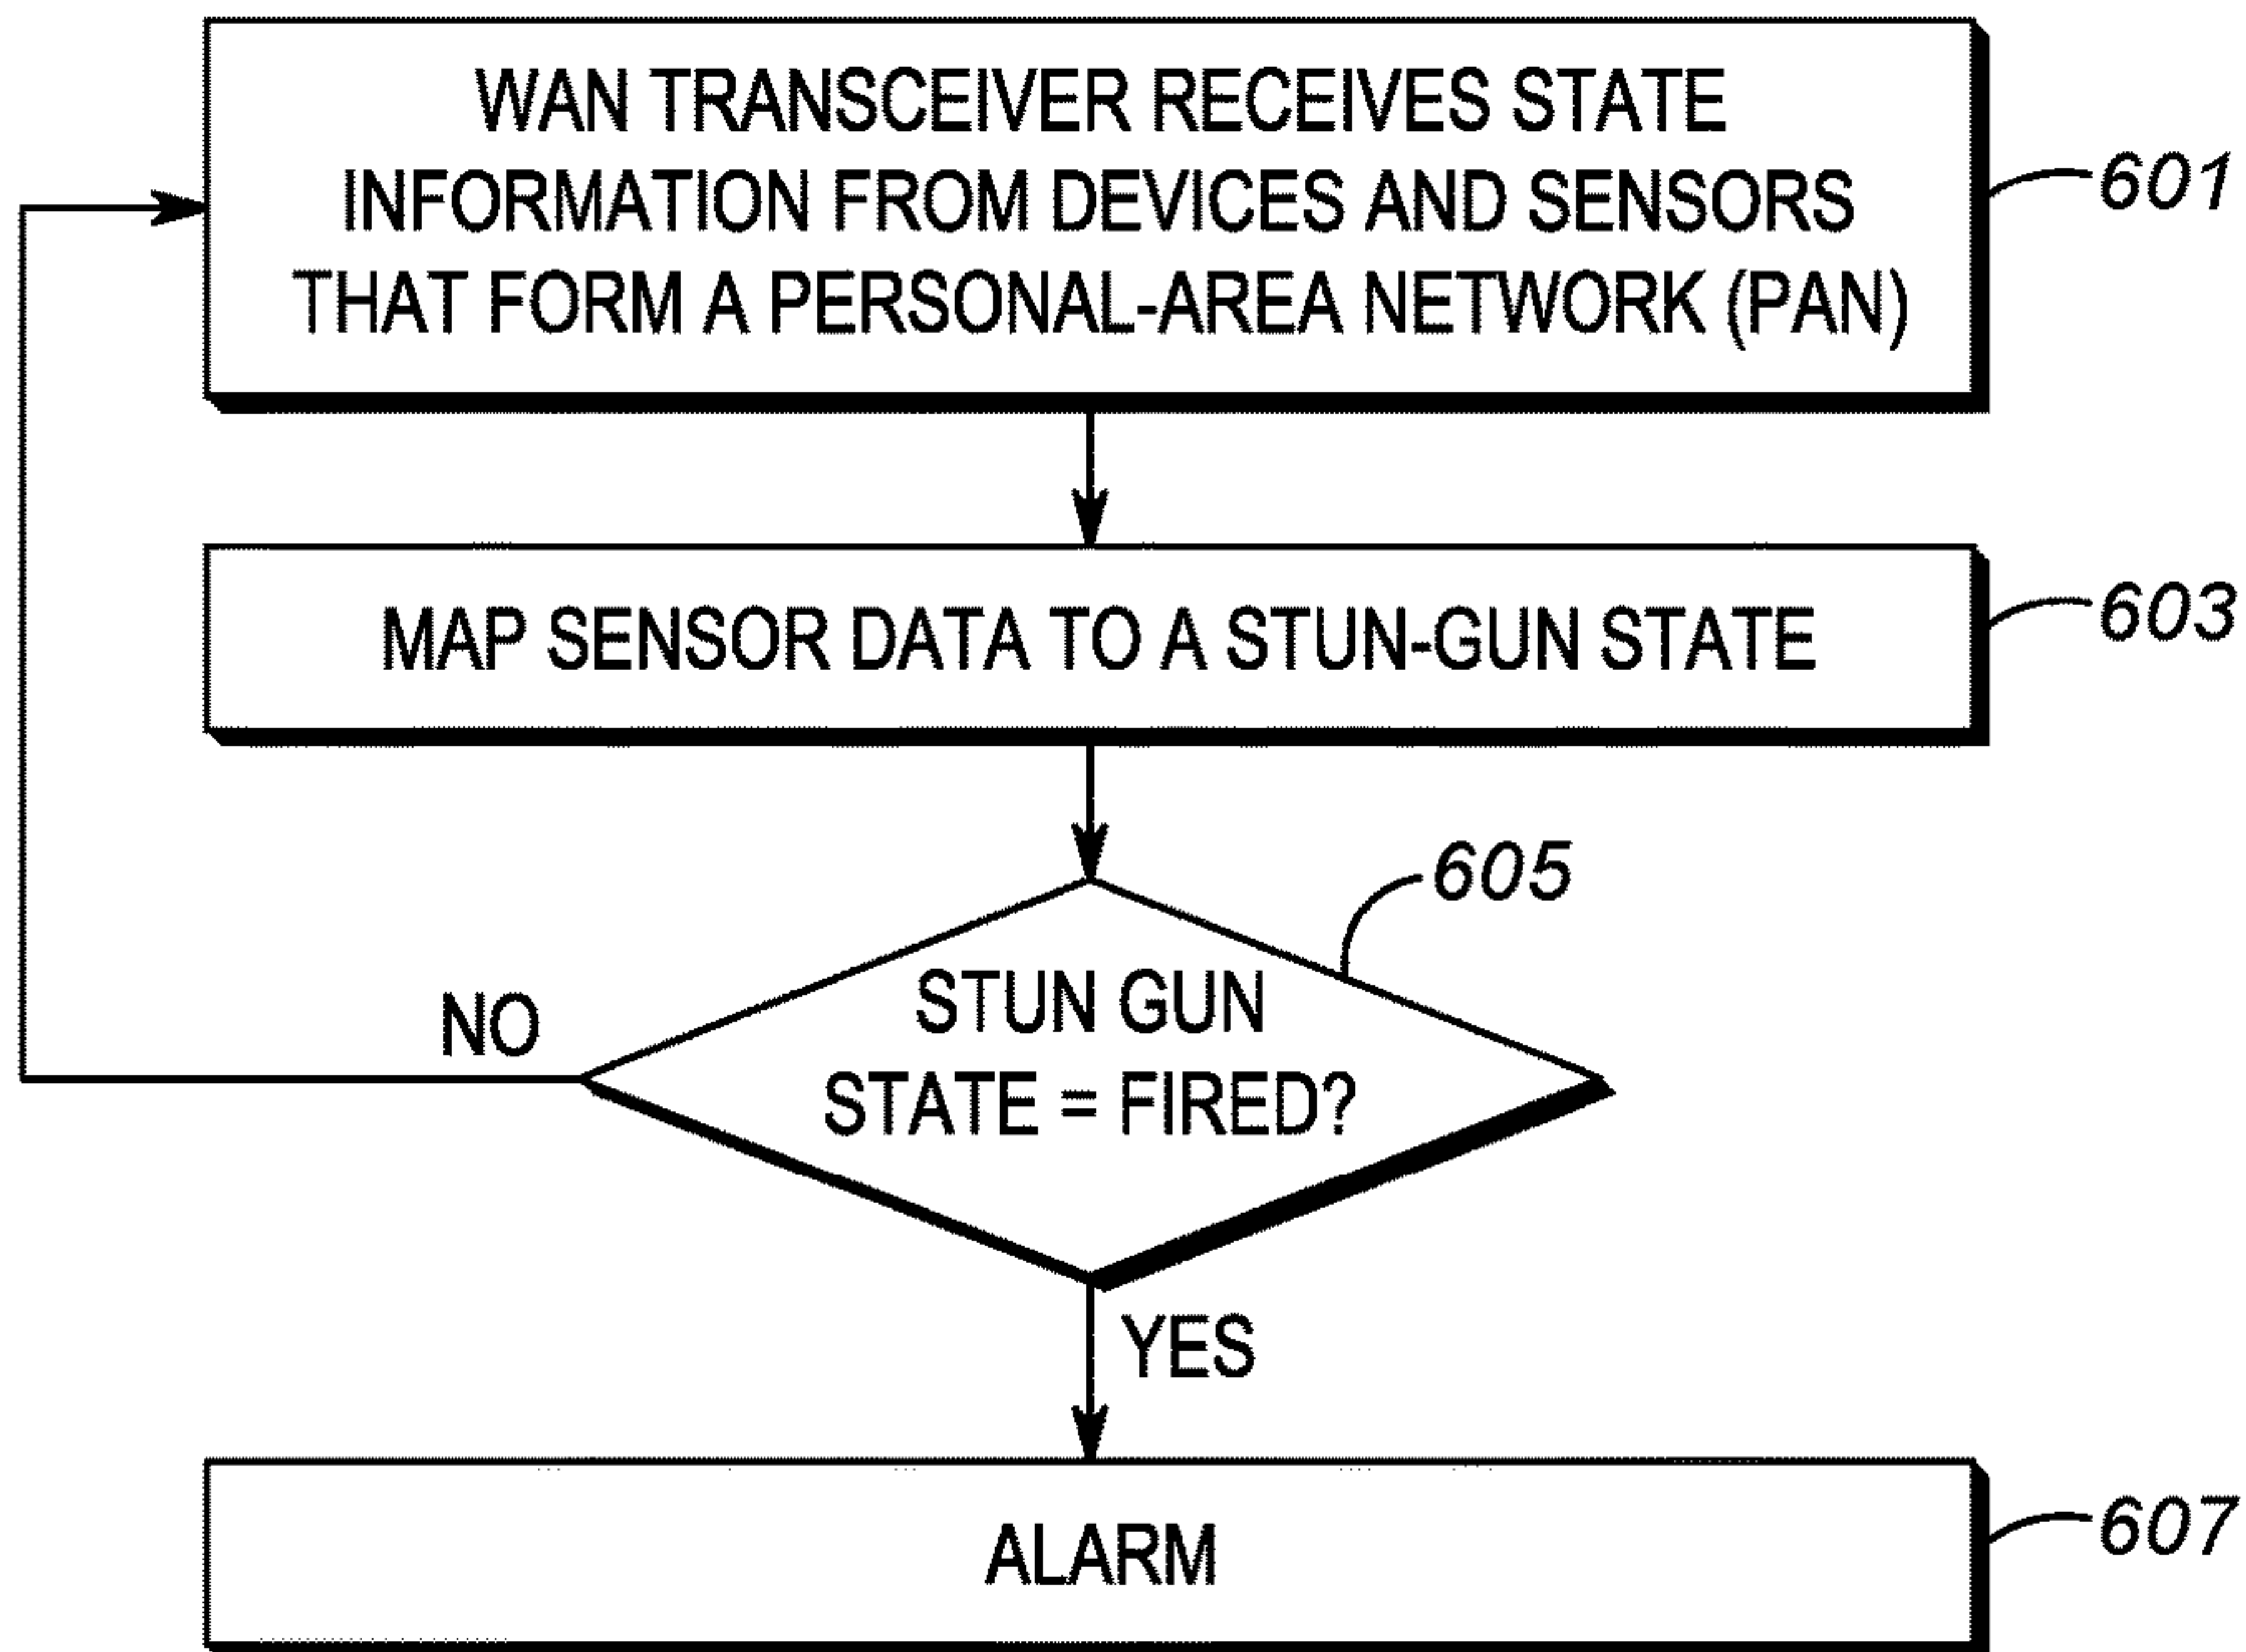 WAN TRANSCEIVER RECEIVES STATE
INFORMATION FROM DEVICES AND SENSORS
THAT FORM A PERSONAL-AREA NETWORK (PAN)
601
MAP SENSOR DATA TO A STUN-GUN STATE
603
605
STUN GUN
STATE = FIRED?
NO
YES
ALARM
607